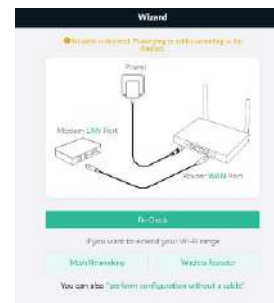 Wizard
Power
Modem LAN Port
Router WAN Port
Re-Check
If you want to extend your Wi-Fi range
Mesh Networking
Wireless Repeater
You can also "perform configuration without a cable"